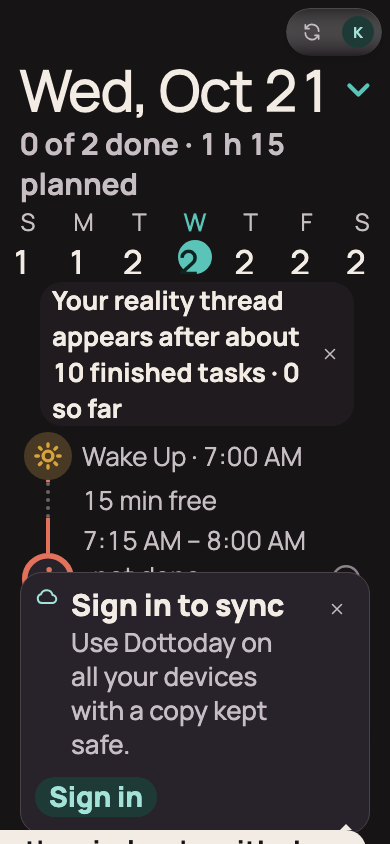 K
Wed, Oct 21
0 of 2 done · 1 h 15
planned
S M T W T F S
1 1 2 2 2 2 2
Your reality thread
appears after about
10 finished tasks · 0
so far
Wake Up · 7:00 AM
15 min free
7:15 AM – 8:00 AM
Sign in to sync
Use Dottoday on
all your devices
with a copy kept
safe.
Sign in